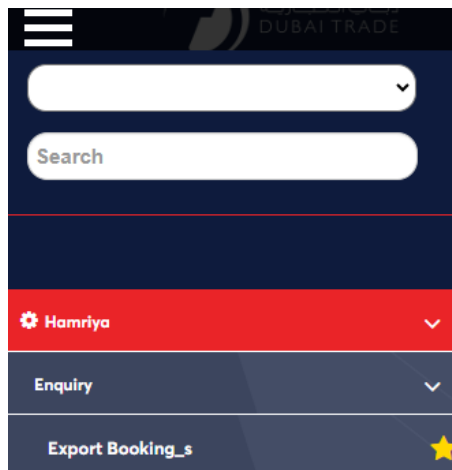 DUBAI TRADE
Search
Hamriya
Enquiry
Export Booking_s